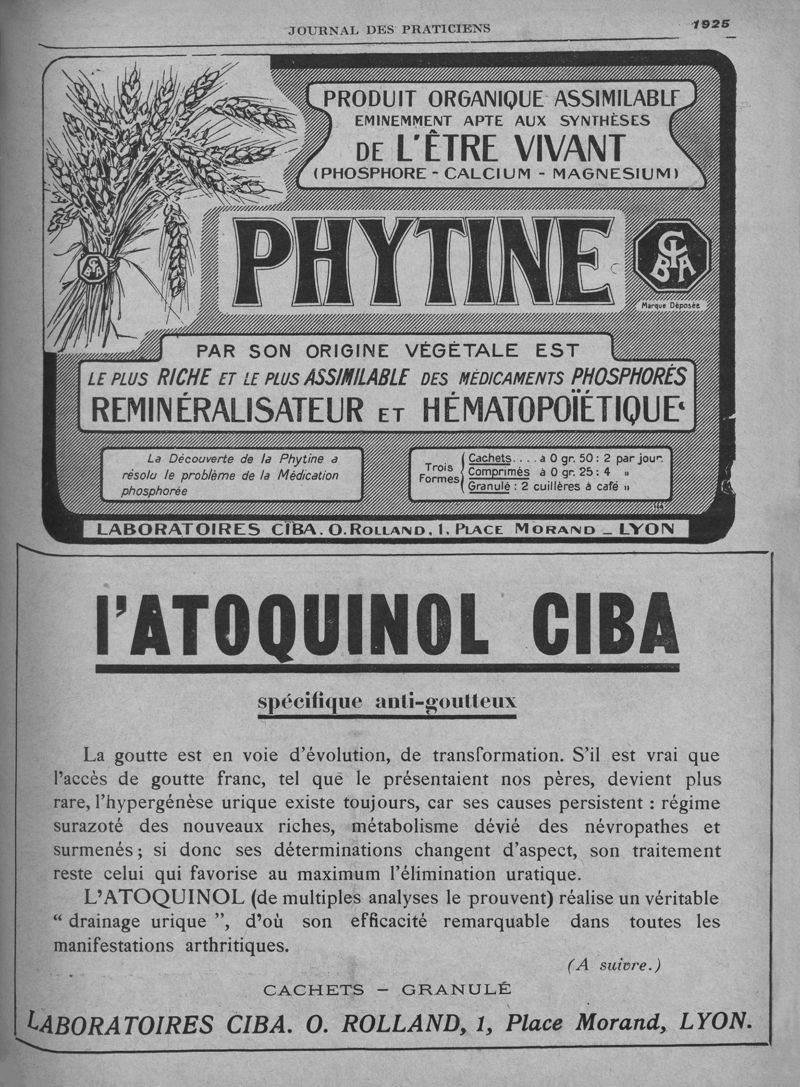 JOURNAL DES PRATICIENS
1925
PRODUIT ORGANIQUE ASSIMILABLE
EMINEMMENT APTE AUX SYNTHÈSES
DE L'ÊTRE VIVANT
(PHOSPHORE - CALCIUM - MAGNESIUM)
PHYTINE
CIBA
CIBA
Marque Déposée
PAR SON ORIGINE VÉGÉTALE EST
LE PLUS RICHE ET LE PLUS ASSIMILABLE DES MÉDICAMENTS PHOSPHORÉS
REMINÉRALISATEUR ET HÉMATOPOÏÉTIQUE
La Découverte de la Phytine a
résolu le problème de la Médication
phosphorée
Trois Formes
Cachets.... à 0 gr. 50 : 2 par jour.
Comprimés à 0 gr. 25 : 4 »
Granulé : 2 cuillères à café »
144
LABORATOIRES CIBA. O. ROLLAND, 1, PLACE MORAND _ LYON
l'ATOQUINOL CIBA
spécifique anti-goutteux
La goutte est en voie d'évolution, de transformation. S'il est vrai que
l'accès de goutte franc, tel que le présentaient nos pères, devient plus
rare, l'hypergénèse urique existe toujours, car ses causes persistent : régime
surazoté des nouveaux riches, métabolisme dévié des névropathes et
surmenés ; si donc ses déterminations changent d'aspect, son traitement
reste celui qui favorise au maximum l'élimination uratique.
L'ATOQUINOL (de multiples analyses le prouvent) réalise un véritable
“ drainage urique ”, d'où son efficacité remarquable dans toutes les
manifestations arthritiques.
(A suivre.)
CACHETS – GRANULÉ
LABORATOIRES CIBA. O. ROLLAND, 1, Place Morand, LYON.